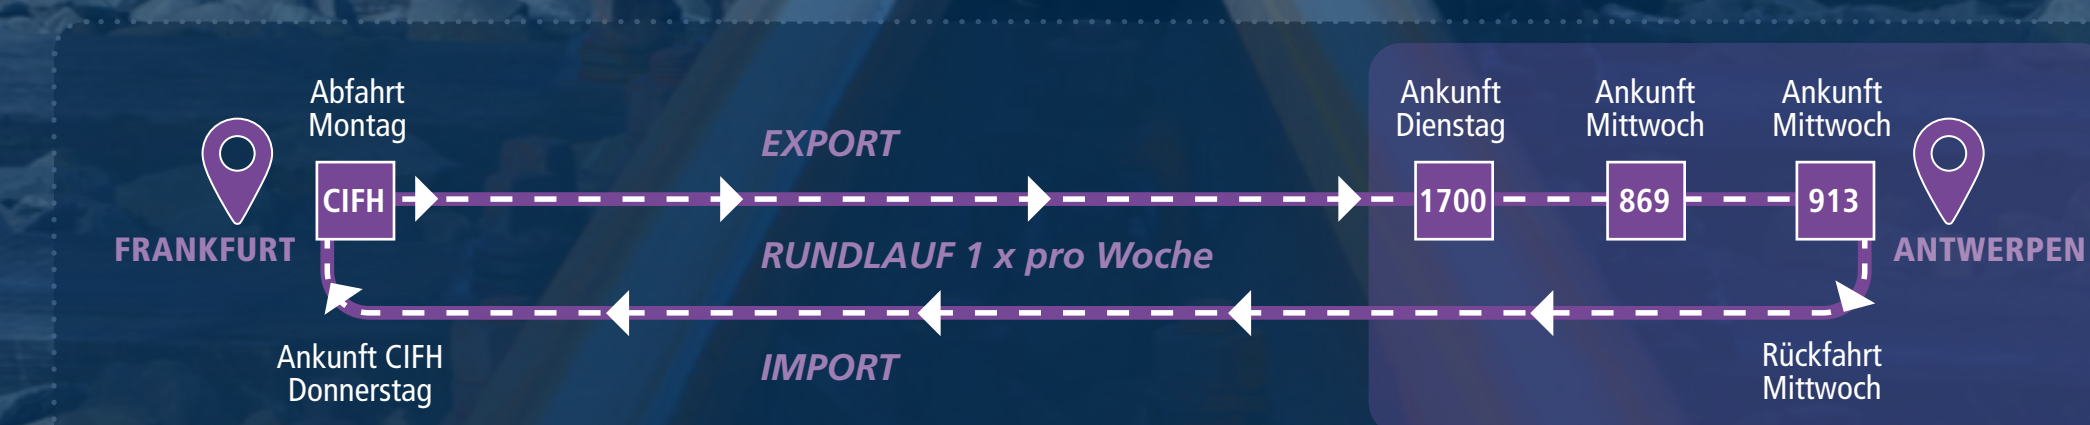 Abfahrt
Montag
Ankunft
Dienstag
Ankunft
Mittwoch
Ankunft
Mittwoch
EXPORT
CIFH
1700
869
913
FRANKFURT
RUNDLAUF 1 x pro Woche
ANTWERPEN
Ankunft CIFH
Donnerstag
IMPORT
Rückfahrt
Mittwoch